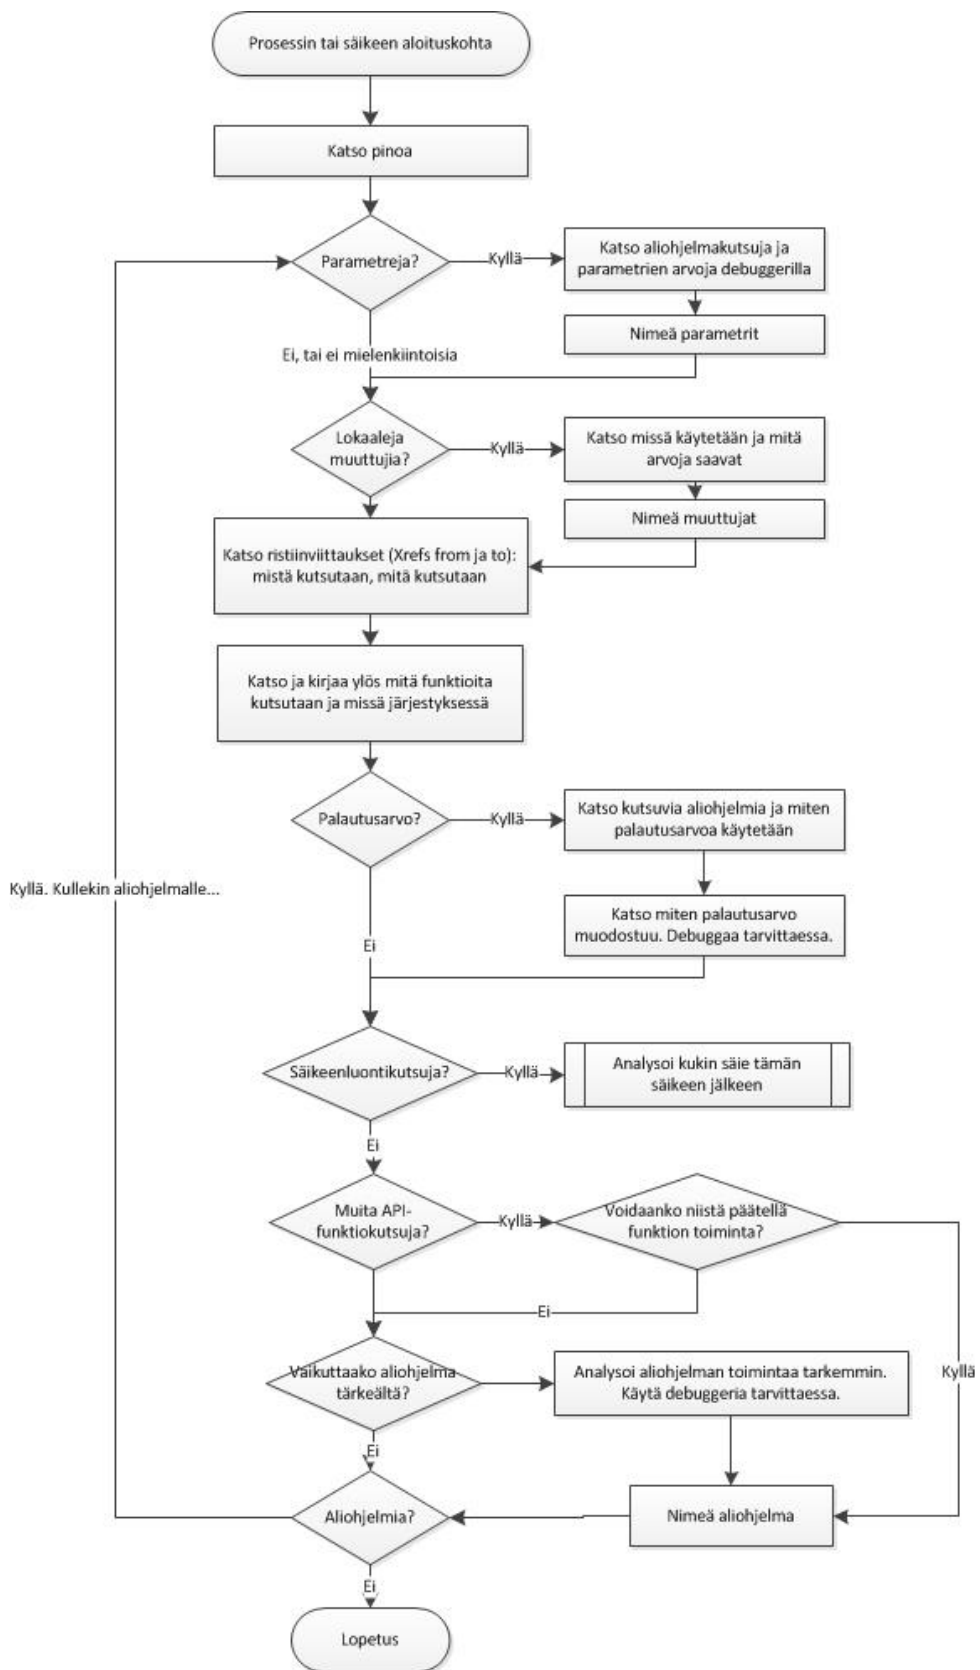 Prosessin tai säikeen aloituskohta
Katso pinoa
Parametreja?
Kyllä
Katso aliohjelmakutsuja ja
parametrien arvoja debuggerilla
Nimeä parametrit
Ei, tai ei mielenkiintoisia
Lokaaleja
muuttujia?
Kyllä
Katso missä käytetään ja mitä
arvoja saavat
Nimeä muuttujat
Katso ristiinviittaukset (Xrefs from ja to):
mistä kutsutaan, mitä kutsutaan
Katso ja kirjaa ylös mitä funktioita
kutsutaan ja missä järjestyksessä
Palautusarvo?
Kyllä
Katso kutsuvia aliohjelmia ja miten
palautusarvoa käytetään
Kyllä. Kullekin aliohjelmalle...
Katso miten palautusarvo
muodostuu. Debuggaa tarvittaessa.
Ei
Säikeenluontikutsuja?
Kyllä
Analysoi kukin säie tämän
säikeen jälkeen
Ei
Muita API-
funktiokutsuja?
Kyllä
Voidaanko niistä päätellä
funktion toiminta?
Ei
Kyllä
Vaikuttaako aliohjelma
tärkeältä?
Analysoi aliohjelman toimintaa tarkemmin.
Käytä debuggeria tarvittaessa.
Ei
Aliohjelmia?
Nimeä aliohjelma
Ei
Lopetus